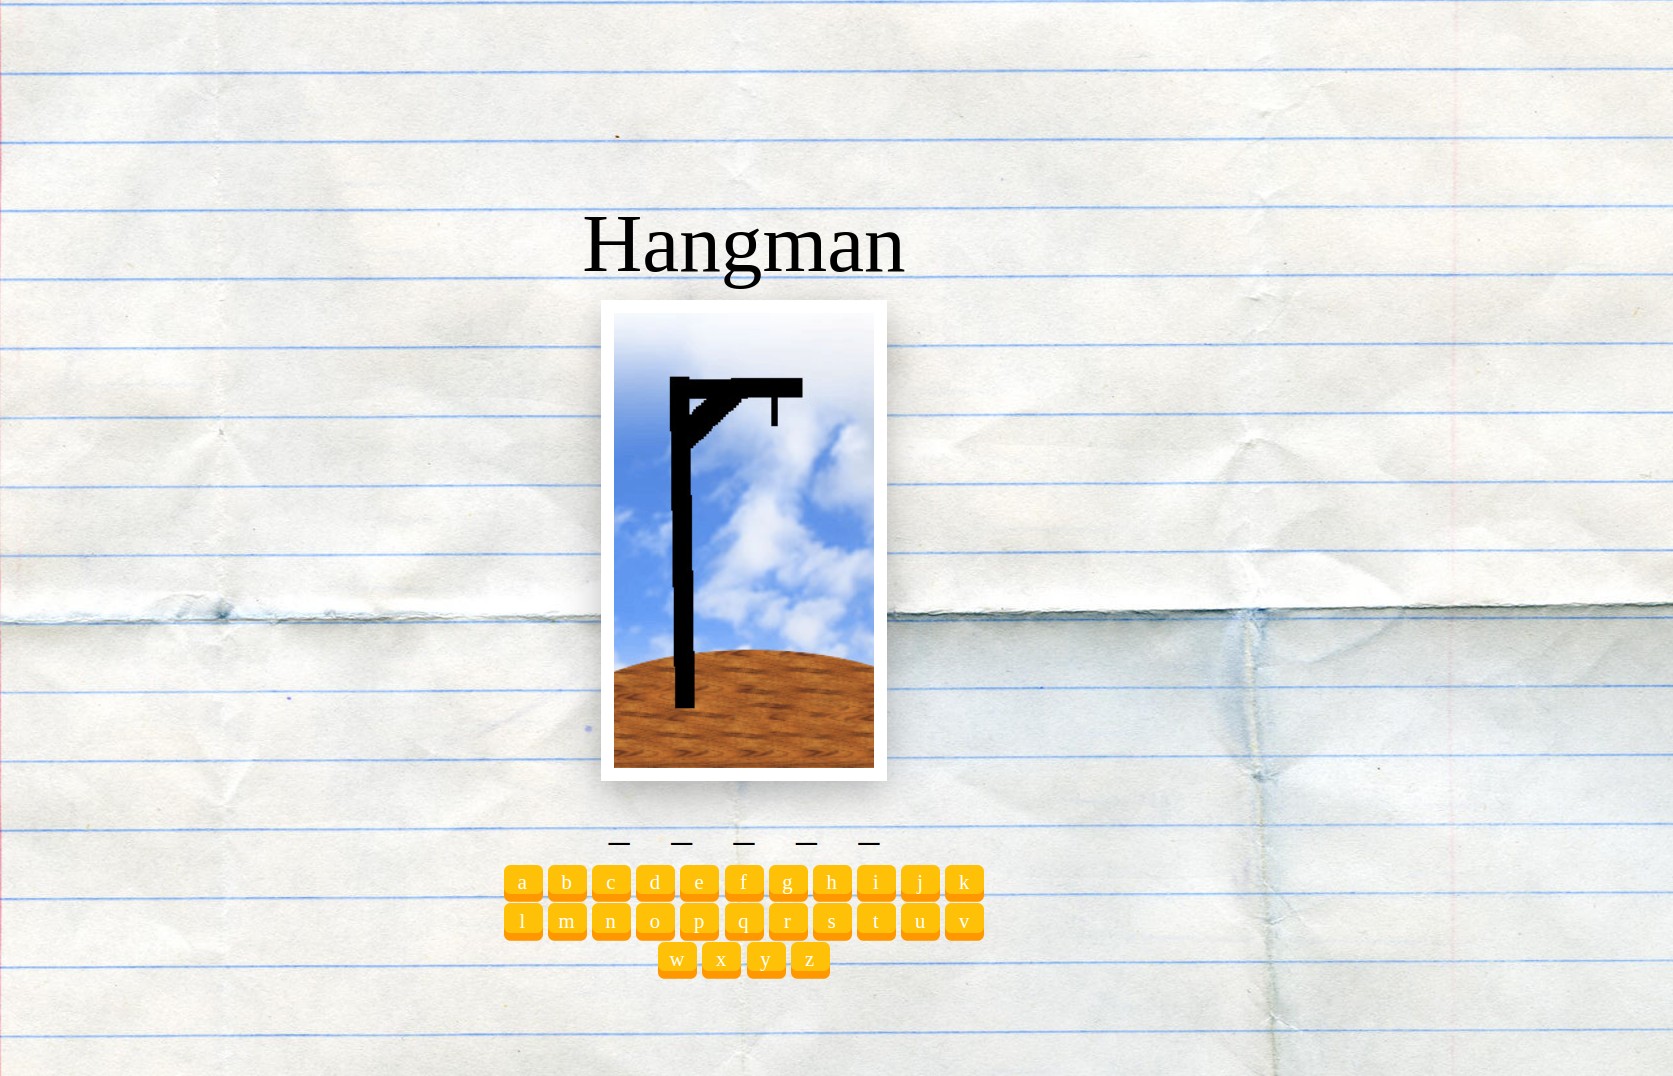 Hangman
_ _ _ _ _
a b c d e f g h i j k
l m n o p q r s t u v
w x y z